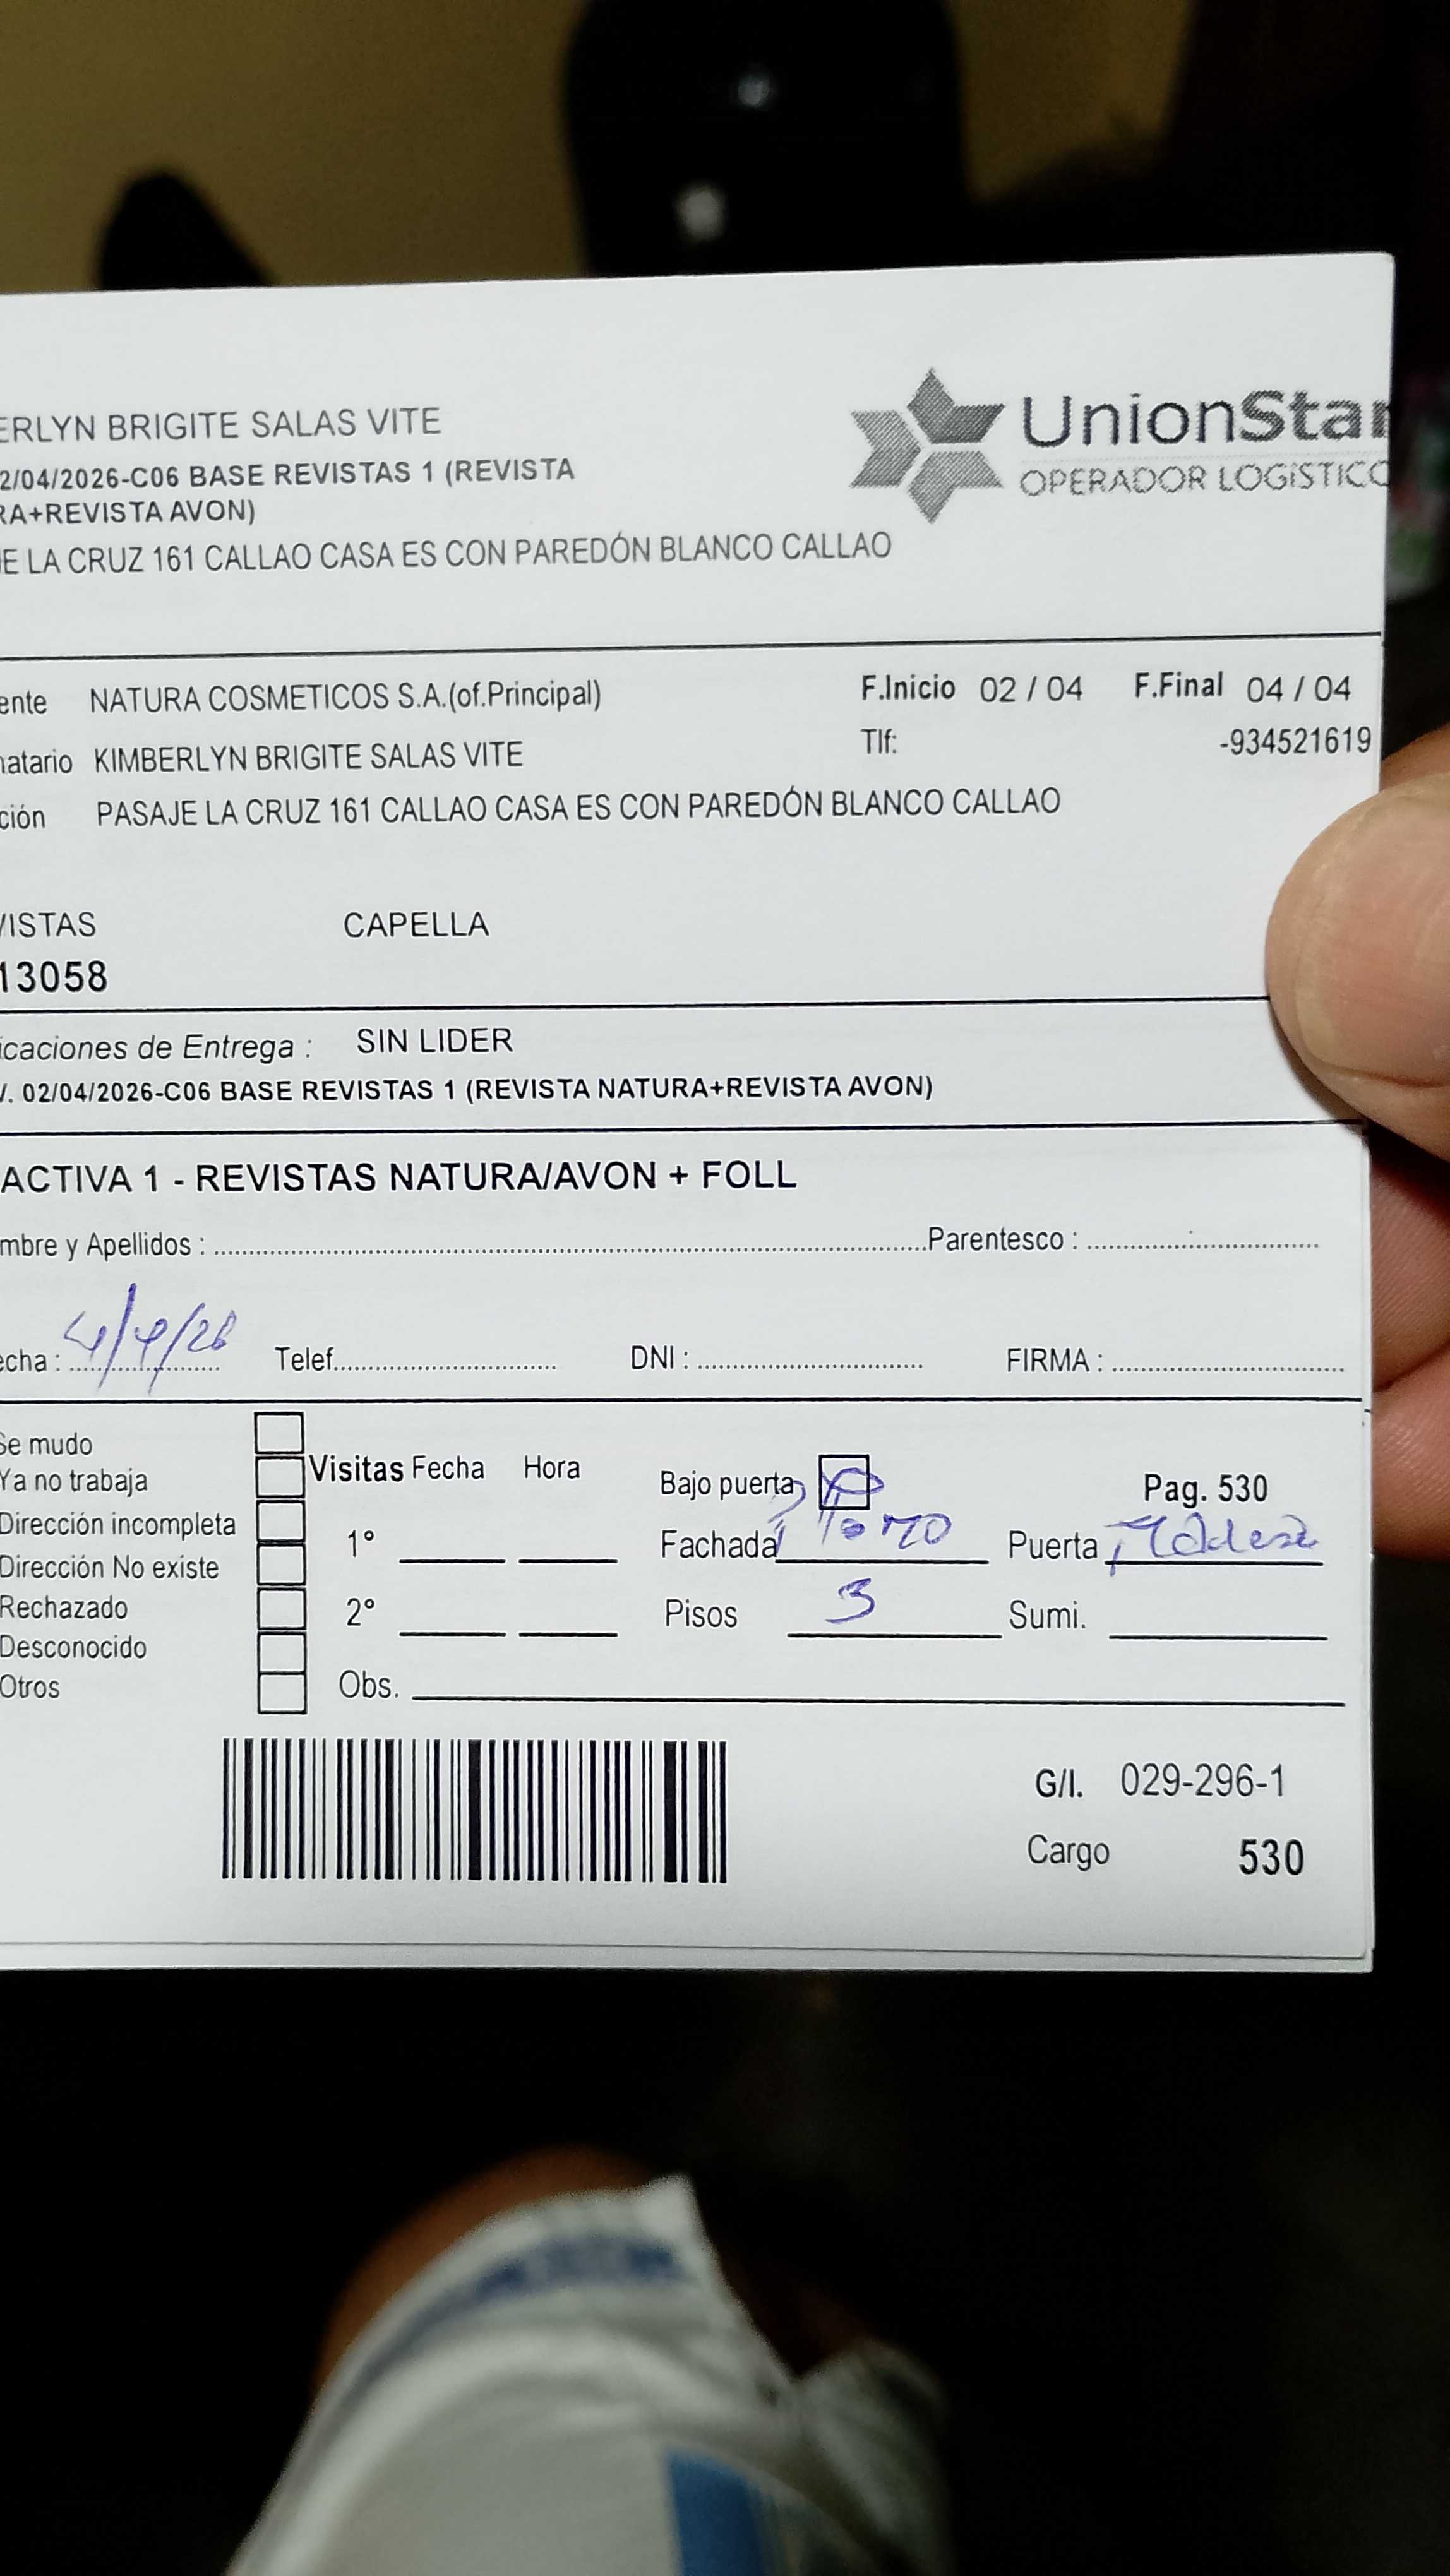 ERLYN BRIGITE SALAS VITE
2/04/2026-C06 BASE REVISTAS 1 (REVISTA
RA+REVISTA AVON)
E LA CRUZ 161 CALLAO CASA ES CON PAREDÓN BLANCO CALLAO
UnionStar
OPERADOR LOGÍSTICO
ente NATURA COSMETICOS S.A.(of.Principal) F.Inicio 02 / 04 F.Final 04 / 04
natario KIMBERLYN BRIGITE SALAS VITE Tlf: -934521619
ción PASAJE LA CRUZ 161 CALLAO CASA ES CON PAREDÓN BLANCO CALLAO
VISTAS CAPELLA
13058
icaciones de Entrega : SIN LIDER
/. 02/04/2026-C06 BASE REVISTAS 1 (REVISTA NATURA+REVISTA AVON)
ACTIVA 1 - REVISTAS NATURA/AVON + FOLL
mbre y Apellidos : Parentesco :
echa : 4/4/26 Telef. DNI : FIRMA :
Se mudo
Ya no trabaja
Dirección incompleta
Dirección No existe
Rechazado
Desconocido
Otros
Visitas Fecha Hora
1°
2°
Obs.
Bajo puerta Pag. 530
Fachada Puerta
Pisos 3 Sumi.
G/I. 029-296-1
Cargo 530